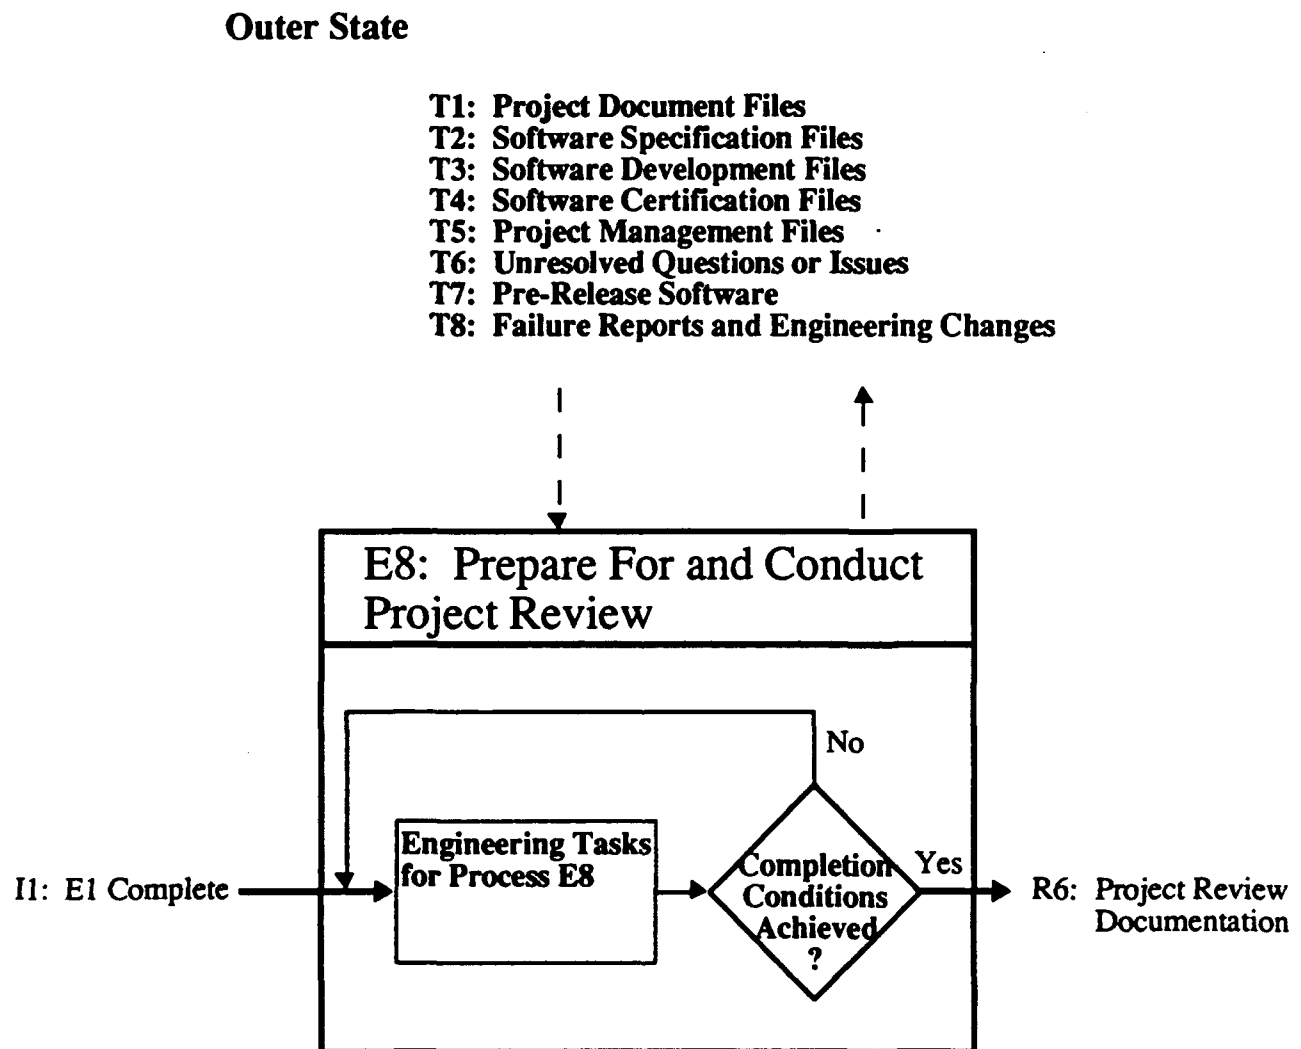 Outer State
T1: Project Document Files
T2: Software Specification Files
T3: Software Development Files
T4: Software Certification Files
T5: Project Management Files
T6: Unresolved Questions or Issues
T7: Pre-Release Software
T8: Failure Reports and Engineering Changes
E8: Prepare For and Conduct
Project Review
No
Engineering Tasks
for Process E8
I1: E1 Complete
Completion
Conditions
Achieved
?
Yes
R6: Project Review
Documentation